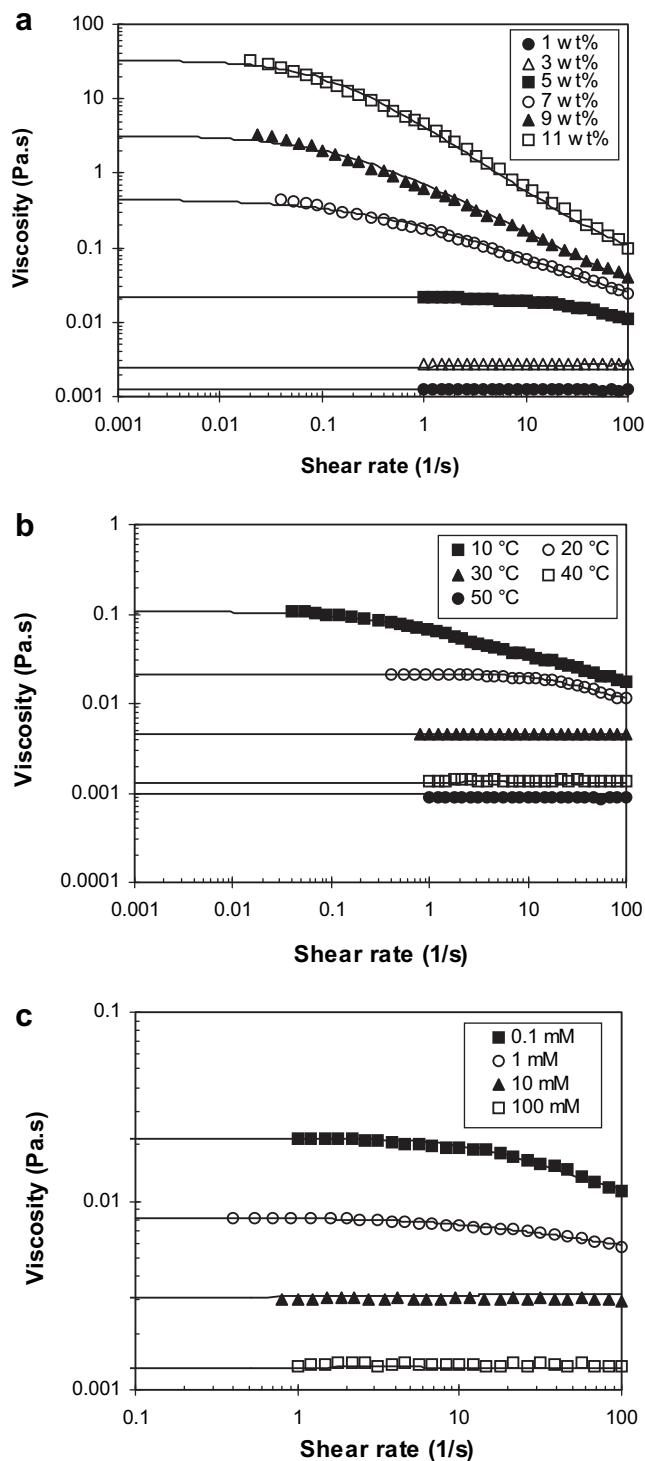 a
100
10
1
0.1
0.01
0.001
Viscosity (Pa.s)
1 wt%
3 wt%
5 wt%
7 wt%
9 wt%
11 wt%
0.001 0.01 0.1 1 10 100
Shear rate (1/s)
b
1
0.1
0.01
0.001
0.0001
Viscosity (Pa.s)
10 °C 20 °C
30 °C 40 °C
50 °C
0.001 0.01 0.1 1 10 100
Shear rate (1/s)
c
0.1
0.01
0.001
Viscosity (Pa.s)
0.1 mM
1 mM
10 mM
100 mM
0.1 1 10 100
Shear rate (1/s)